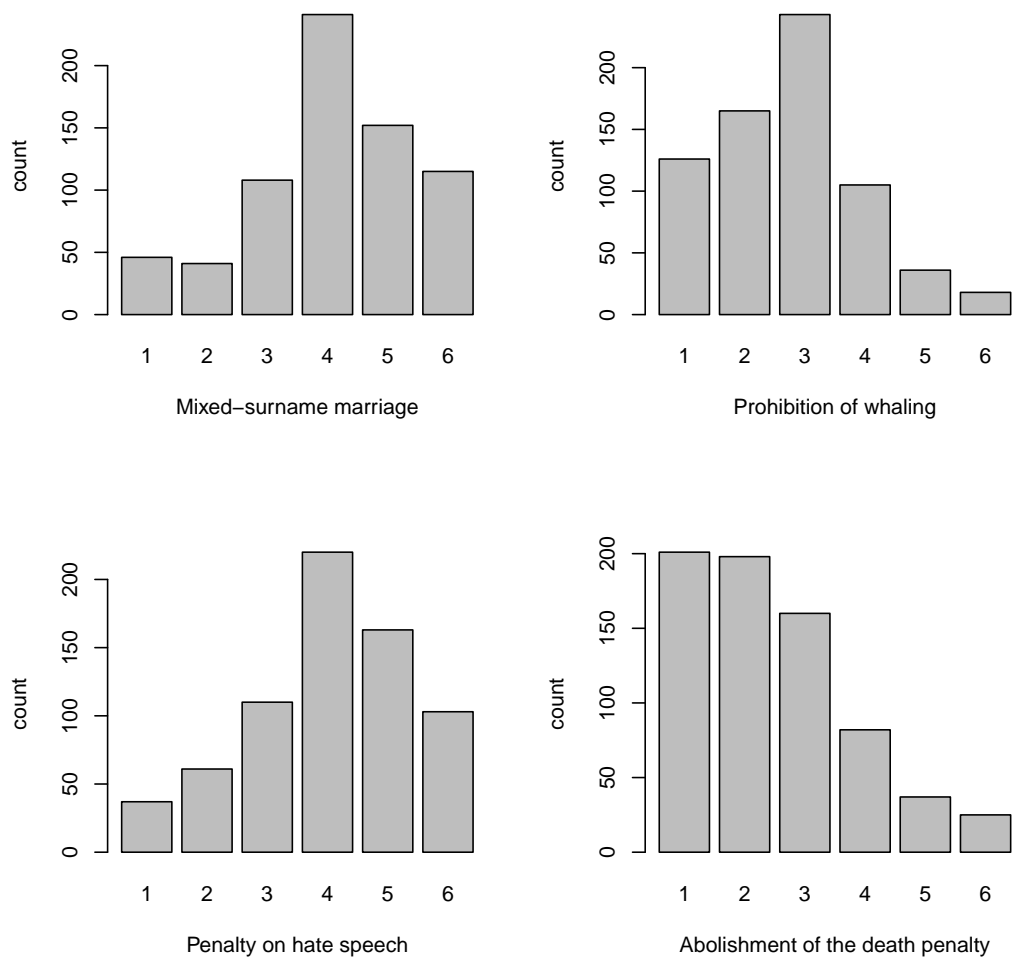 count
200
150
100
50
0
1 2 3 4 5 6
Mixed−surname marriage
count
200
150
100
50
0
1 2 3 4 5 6
Prohibition of whaling
count
200
150
100
50
0
1 2 3 4 5 6
Penalty on hate speech
count
200
150
100
50
0
1 2 3 4 5 6
Abolishment of the death penalty